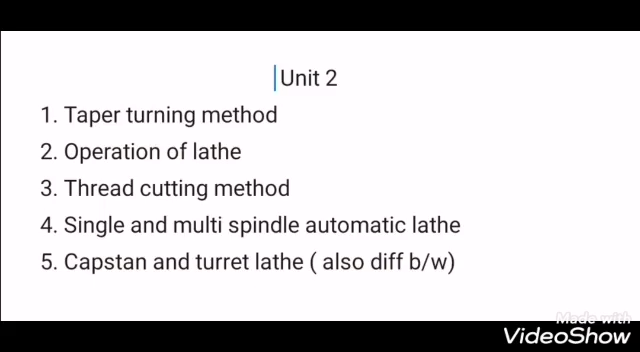 Unit 2
1. Taper turning method
2. Operation of lathe
3. Thread cutting method
4. Single and multi spindle automatic lathe
5. Capstan and turret lathe ( also diff b/w)
Made with
VideoShow